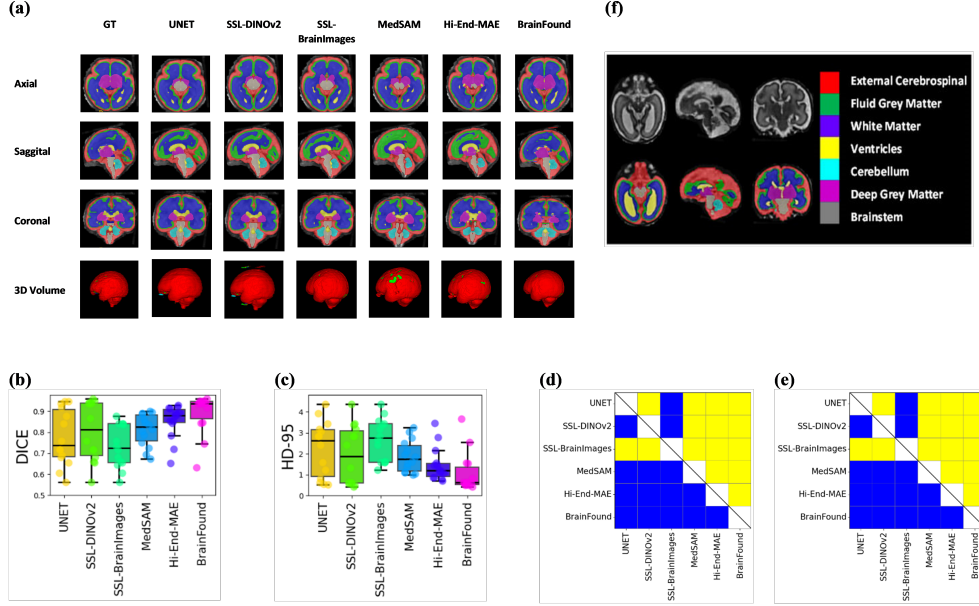 (a)
GT
UNET
SSL-DINOv2
SSL-
BrainImages
MedSAM
Hi-End-MAE
BrainFound
Axial
Saggital
Coronal
3D Volume
(f)
External Cerebrospinal
Fluid Grey Matter
White Matter
Ventricles
Cerebellum
Deep Grey Matter
Brainstem
(b)
DICE
0.9
0.8
0.7
0.6
0.5
UNET
SSL-DINOv2
SSL-BrainImages
MedSAM
Hi-End-MAE
BrainFound
(c)
HD-95
4
3
2
1
0
UNET
SSL-DINOv2
SSL-BrainImages
MedSAM
Hi-End-MAE
BrainFound
(d)
UNET
SSL-DINOv2
SSL-BrainImages
MedSAM
Hi-End-MAE
BrainFound
UNET
SSL-DINOv2
SSL-BrainImages
MedSAM
Hi-End-MAE
BrainFound
(e)
UNET
SSL-DINOv2
SSL-BrainImages
MedSAM
Hi-End-MAE
BrainFound
UNET
SSL-DINOv2
SSL-BrainImages
MedSAM
Hi-End-MAE
BrainFound